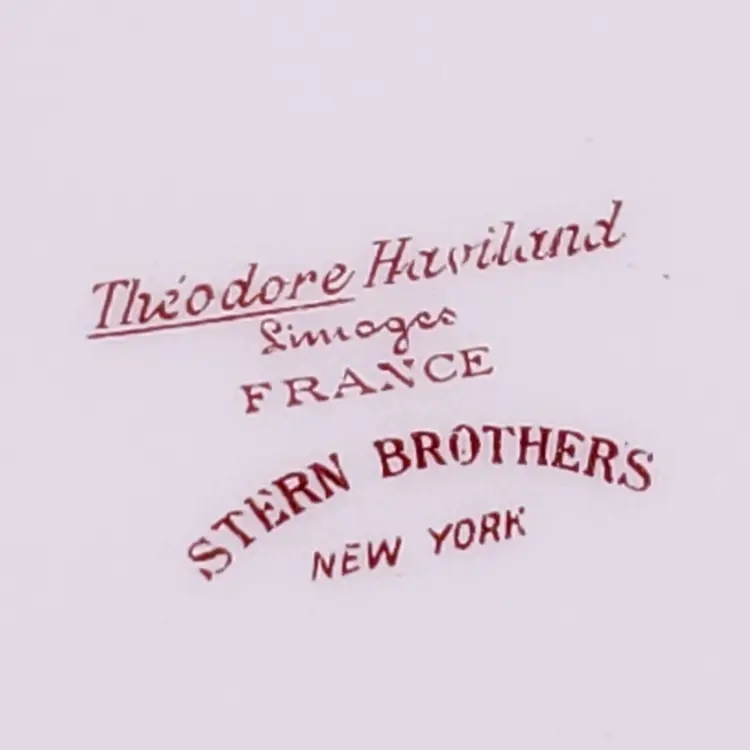 Théodore Haviland
Limoges
FRANCE
STERN BROTHERS
NEW YORK